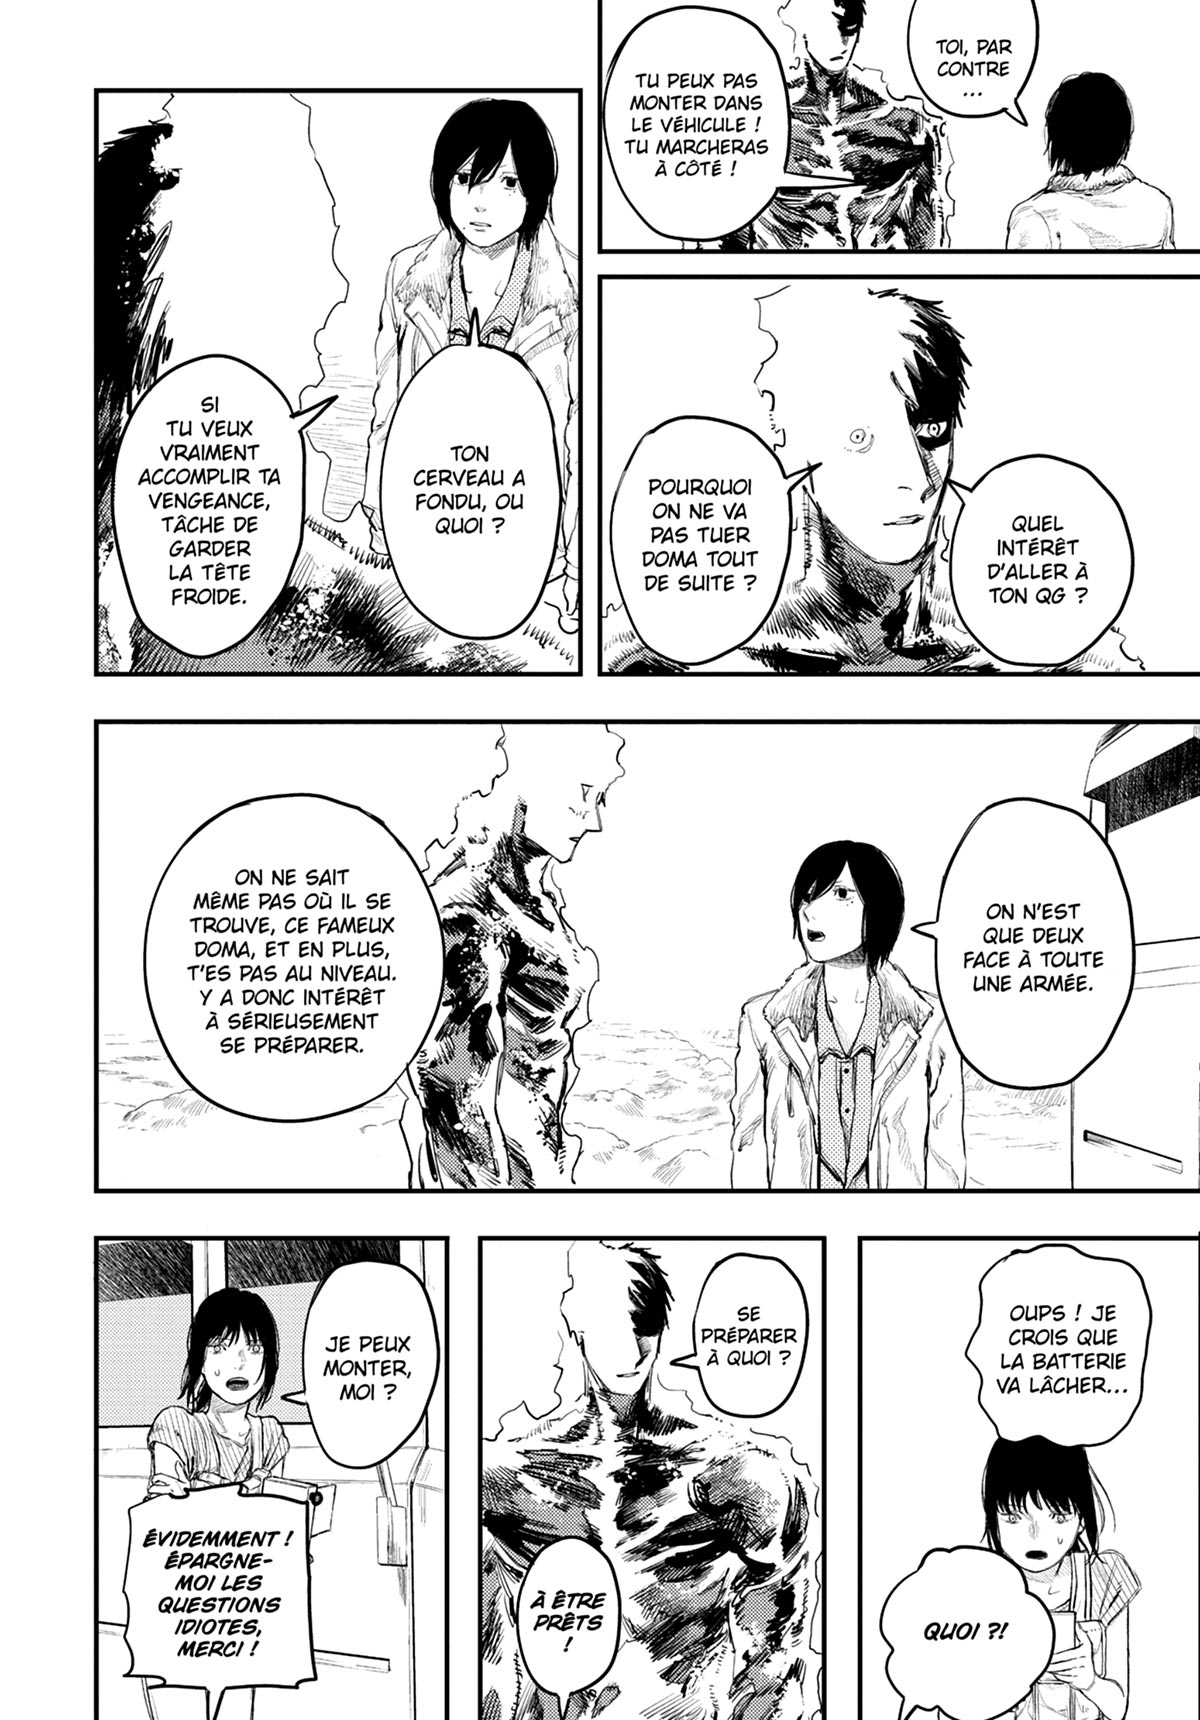 TOI, PAR
CONTRE
...
TU PEUX PAS
MONTER DANS
LE VÉHICULE !
TU MARCHERAS
À CÔTÉ !
QUEL
INTÉRÊT
D'ALLER À
TON QG ?
POURQUOI
ON NE VA
PAS TUER
DOMA TOUT
DE SUITE ?
TON
CERVEAU A
FONDU, OU
QUOI ?
SI
TU VEUX
VRAIMENT
ACCOMPLIR TA
VENGEANCE,
TÂCHE DE
GARDER
LA TÊTE
FROIDE.
ON N'EST
QUE DEUX
FACE À TOUTE
UNE ARMÉE.
ON NE SAIT
MÊME PAS OÙ IL SE
TROUVE, CE FAMEUX
DOMA, ET EN PLUS,
T'ES PAS AU NIVEAU.
Y A DONC INTÉRÊT
À SÉRIEUSEMENT
SE PRÉPARER.
OUPS ! JE
CROIS QUE
LA BATTERIE
VA LÂCHER...
QUOI ?!
SE
PRÉPARER
À QUOI ?
À ÊTRE
PRÊTS
!
JE PEUX
MONTER,
MOI ?
ÉVIDEMMENT !
ÉPARGNE-
MOI LES
QUESTIONS
IDIOTES,
MERCI !